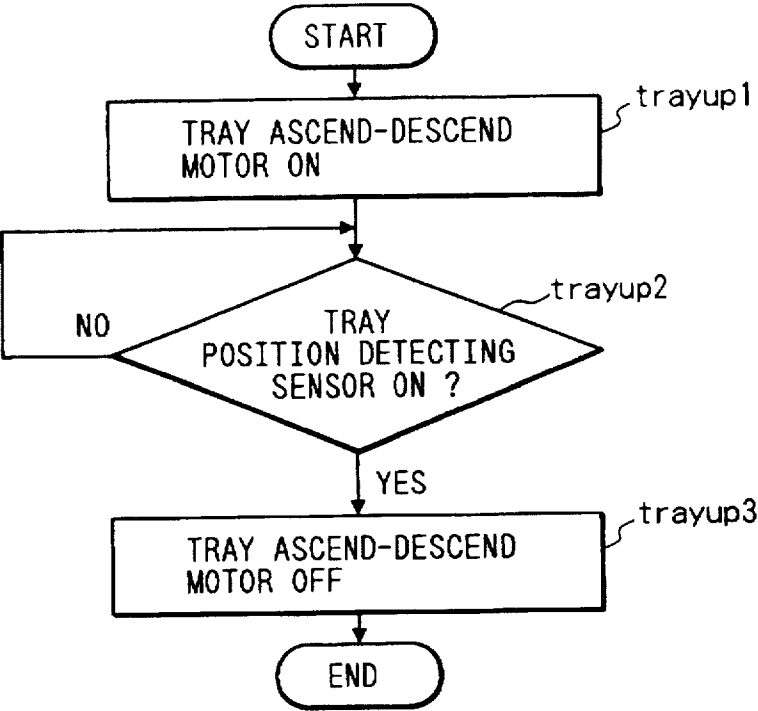 START
trayup1
TRAY ASCEND-DESCEND
MOTOR ON
trayup2
NO
TRAY
POSITION DETECTING
SENSOR ON ?
YES
trayup3
TRAY ASCEND-DESCEND
MOTOR OFF
END